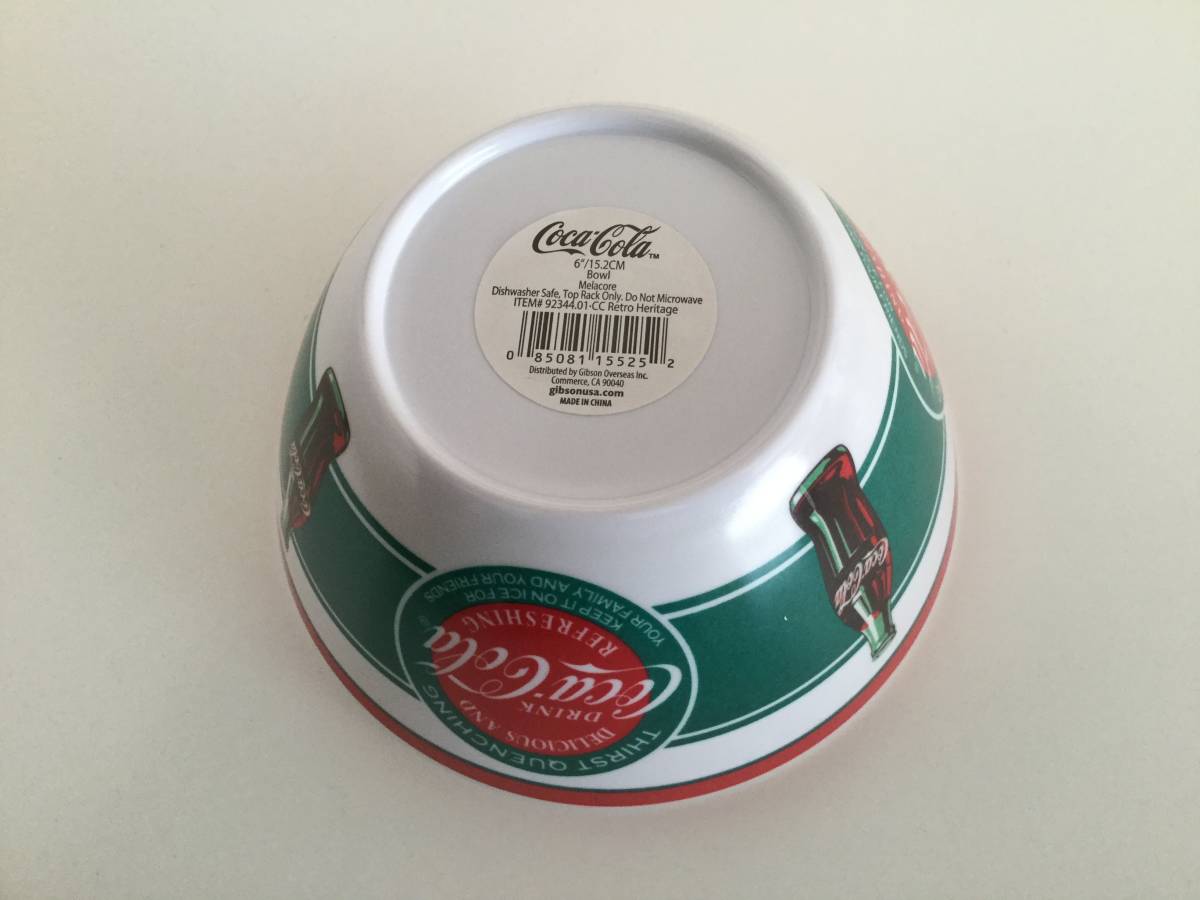 Coca-Cola™
6"/15.2CM
Bowl
Melacore
Dishwasher Safe, Top Rack Only. Do Not Microwave
ITEM# 92344.01-CC Retro Heritage
0 85081 15525 2
Distributed by Gibson Overseas Inc.
Commerce, CA 90040
gibsonusa.com
MADE IN CHINA
Coca-Cola
Coca-Cola
THIRST QUENCHING
DELICIOUS AND
DRINK
Coca-Cola
REFRESHING
KEEP IT ON ICE FOR
YOUR FAMILY AND YOUR FRIENDS